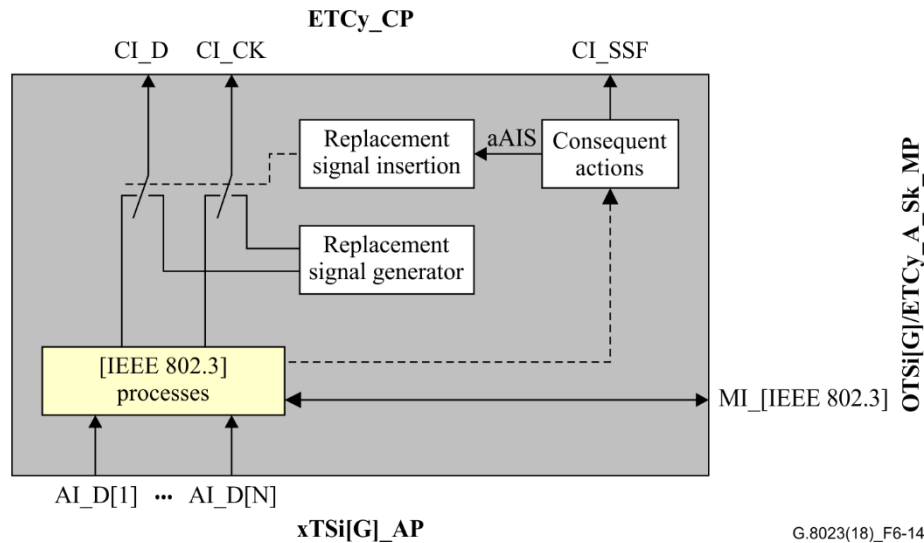 ETCy_CP
CI_D
CI_CK
CI_SSF
Replacement
signal insertion
aAIS
Consequent
actions
Replacement
signal generator
[IEEE 802.3]
processes
MI_[IEEE 802.3]
OTSi[G]/ETCy_A_Sk_MP
AI_D[1] ••• AI_D[N]
xTSi[G]_AP
G.8023(18)_F6-14